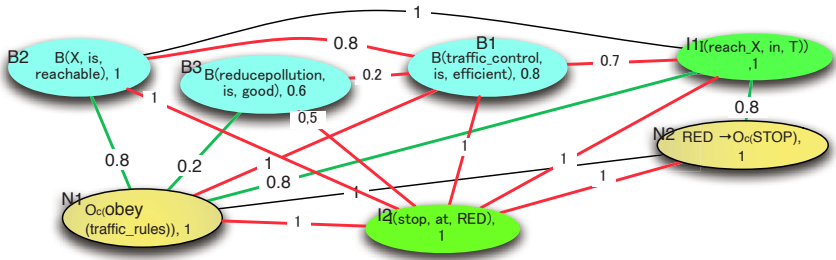 1
B2
B(X, is,
reachable), 1
0.8
B1
B(traffic_control,
is, efficient), 0.8
I1
I(reach_X, in, T))
,1
B3
B(reducepollution,
is, good), 0.6
0.2
0.7
1
0,5
0.8
N2
RED →Oc(STOP),
1
0.8
0.2
1
0.8
1
1
1
1
N1
Oc(obey
(traffic_rules)), 1
1
I2
I(stop, at, RED),
1